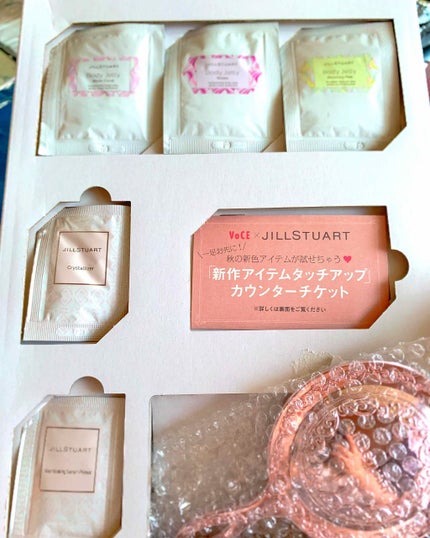 JILLSTUART
Body Jelly
JILLSTUART
Body Jelly
JILLSTUART
Body Jelly
JILLSTUART
Crystallizer
VOCE × JILLSTUART
一足お先に!
秋の新色アイテムが試せちゃう♥
「新作アイテムタッチアップ」
カウンターチケット
※詳しくは裏面をご覧ください
JILLSTUART